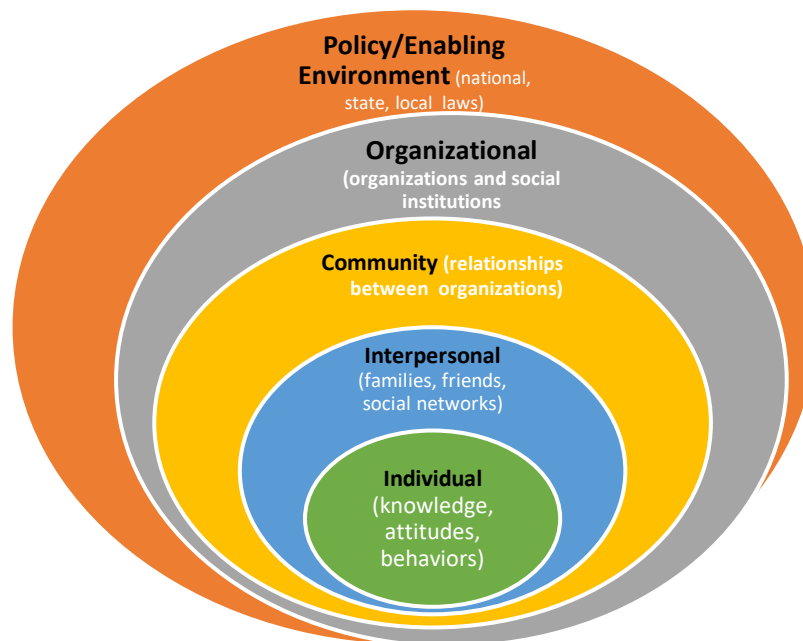 Policy/Enabling
Environment (national,
state, local laws)
Organizational
(organizations and social
institutions
Community (relationships
between organizations)
Interpersonal
(families, friends,
social networks)
Individual
(knowledge,
attitudes,
behaviors)